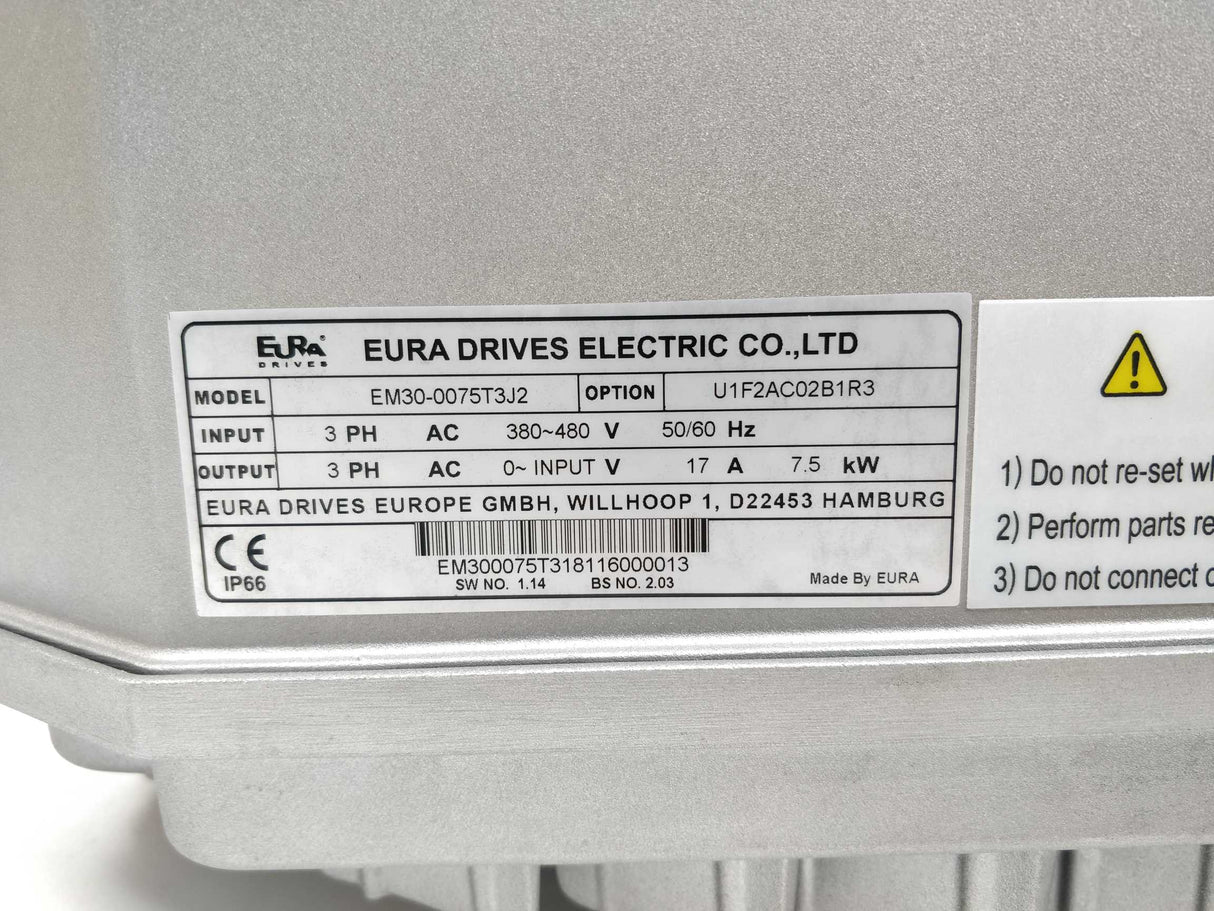 EURA® DRIVES EURA DRIVES ELECTRIC CO.,LTD
MODEL EM30-0075T3J2 OPTION U1F2AC02B1R3
INPUT 3 PH AC 380~480 V 50/60 Hz
OUTPUT 3 PH AC 0~ INPUT V 17 A 7.5 kW
EURA DRIVES EUROPE GMBH, WILLHOOP 1, D22453 HAMBURG
CE
IP66
EM300075T318116000013
SW NO. 1.14 BS NO. 2.03
Made By EURA
1) Do not re-set
2) Perform parts
3) Do not connect